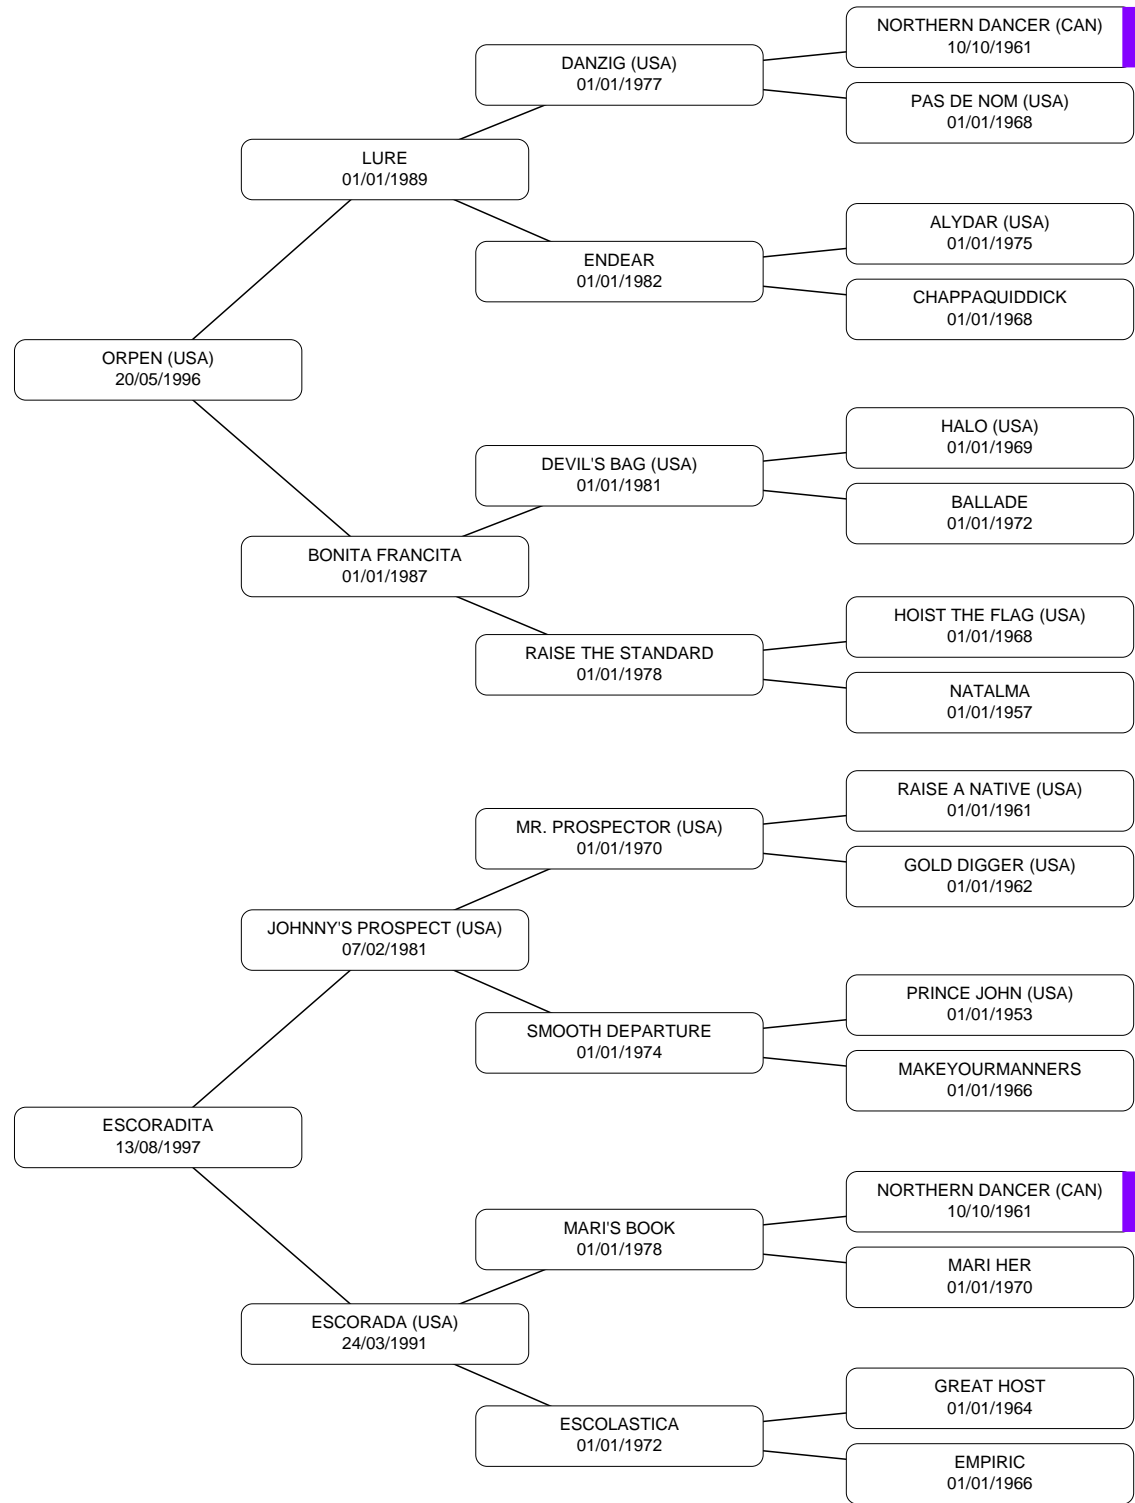 NORTHERN DANCER (CAN)
10/10/1961
DANZIG (USA)
01/01/1977
PAS DE NOM (USA)
01/01/1968
LURE
01/01/1989
ALYDAR (USA)
01/01/1975
ENDEAR
01/01/1982
CHAPPAQUIDDICK
01/01/1968
ORPEN (USA)
20/05/1996
HALO (USA)
01/01/1969
DEVIL'S BAG (USA)
01/01/1981
BALLADE
01/01/1972
BONITA FRANCITA
01/01/1987
HOIST THE FLAG (USA)
01/01/1968
RAISE THE STANDARD
01/01/1978
NATALMA
01/01/1957
RAISE A NATIVE (USA)
01/01/1961
MR. PROSPECTOR (USA)
01/01/1970
GOLD DIGGER (USA)
01/01/1962
JOHNNY'S PROSPECT (USA)
07/02/1981
PRINCE JOHN (USA)
01/01/1953
SMOOTH DEPARTURE
01/01/1974
MAKEYOURMANNERS
01/01/1966
ESCORADITA
13/08/1997
NORTHERN DANCER (CAN)
10/10/1961
MARI'S BOOK
01/01/1978
MARI HER
01/01/1970
ESCORADA (USA)
24/03/1991
GREAT HOST
01/01/1964
ESCOLASTICA
01/01/1972
EMPIRIC
01/01/1966